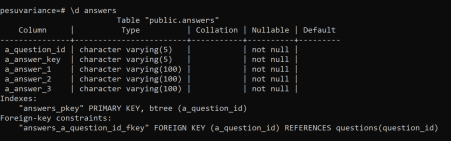 pesuvariance=# \d answers
Table "public.answers"
Column | Type | Collation | Nullable | Default
---------------+------------------------+-----------+----------+---------
a_question_id | character varying(5) | | not null |
a_answer_key | character varying(5) | | not null |
a_answer_1 | character varying(100) | | not null |
a_answer_2 | character varying(100) | | not null |
a_answer_3 | character varying(100) | | not null |
Indexes:
"answers_pkey" PRIMARY KEY, btree (a_question_id)
Foreign-key constraints:
"answers_a_question_id_fkey" FOREIGN KEY (a_question_id) REFERENCES questions(question_id)